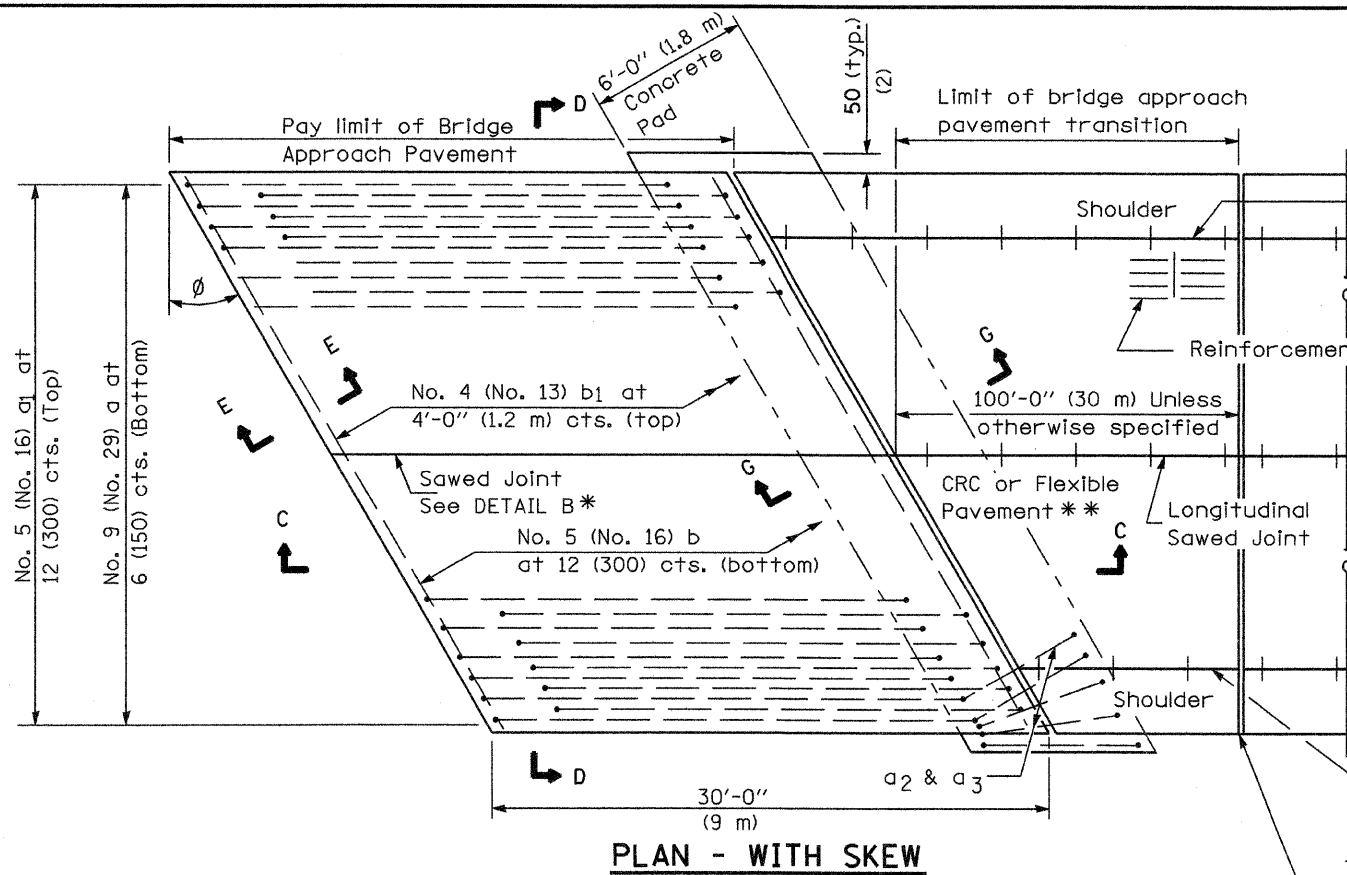 6'-0" (1.8 m)
Concrete
Pad
50 (typ.)
(2)
D
Pay limit of Bridge
Approach Pavement
Limit of bridge approach
pavement transition
Shoulder
Ø
Reinforcemen
No. 5 (No. 16) a1 at
12 (300) cts. (Top)
No. 9 (No. 29) a at
6 (150) cts. (Bottom)
E
E
G
No. 4 (No. 13) b1 at
4'-0" (1.2 m) cts. (top)
100'-0" (30 m) Unless
otherwise specified
Sawed Joint
See DETAIL B*
G
CRC or Flexible
Pavement **
Longitudinal
Sawed Joint
C
C
No. 5 (No. 16) b
at 12 (300) cts. (bottom)
Shoulder
D
a2 & a3
30'-0"
(9 m)
PLAN - WITH SKEW